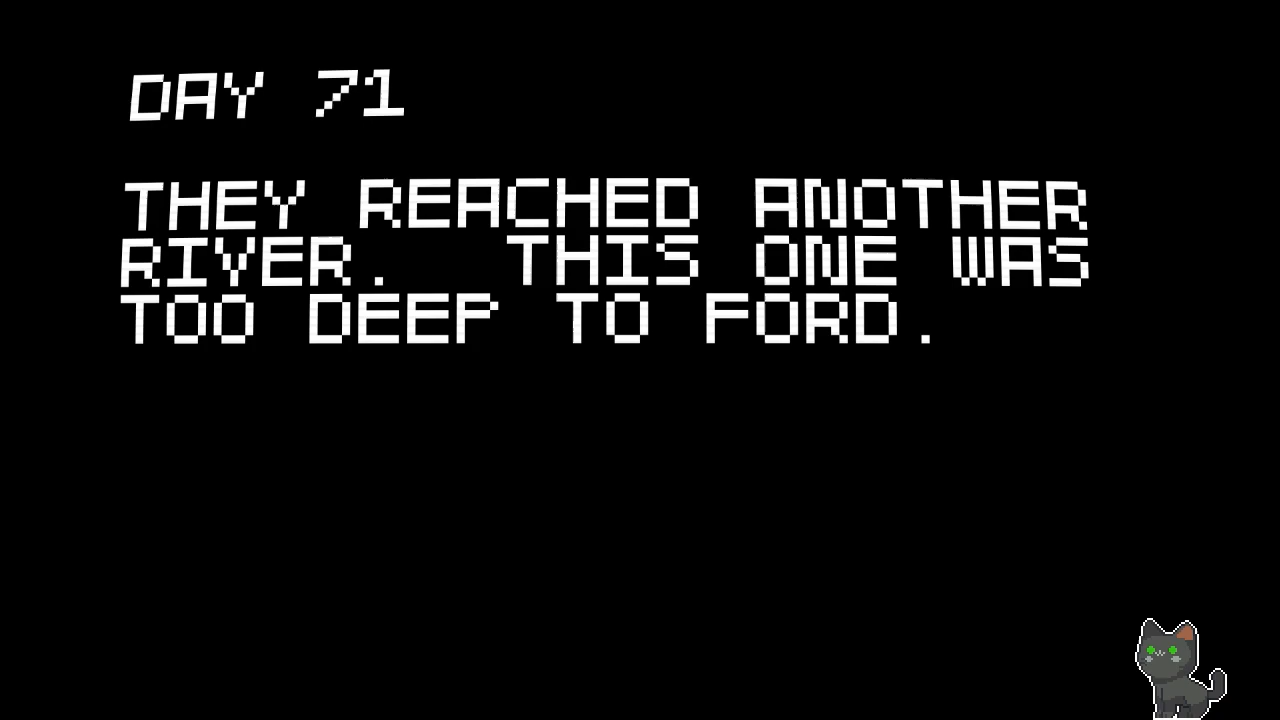 DAY 71
THEY REACHED ANOTHER
RIVER.  THIS ONE WAS
TOO DEEP TO FORD.